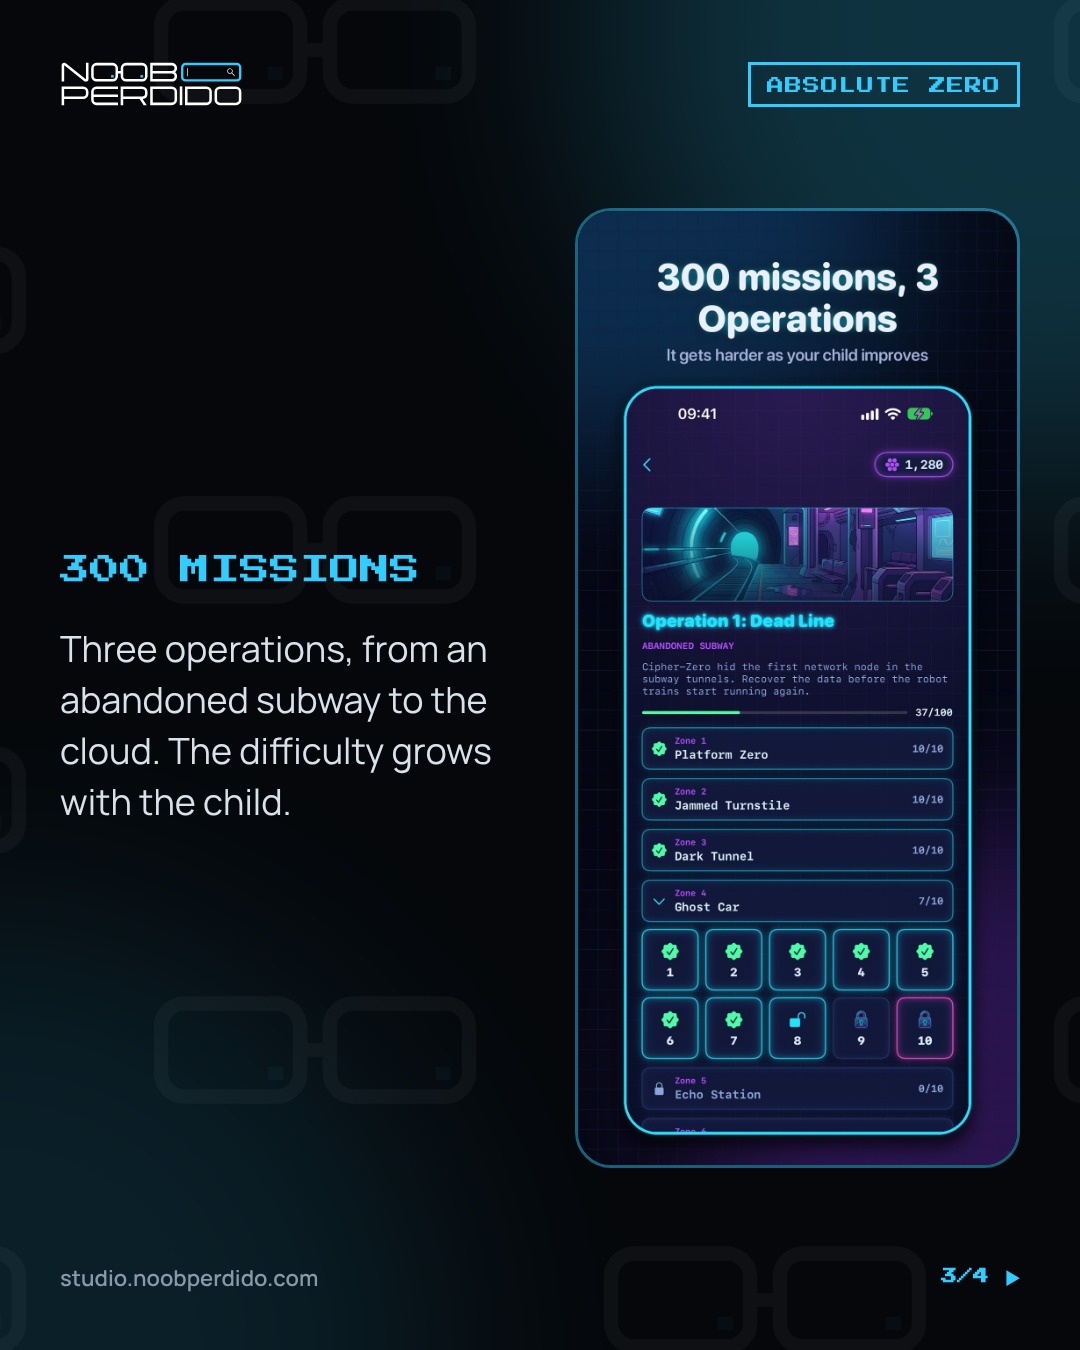 NOOB
PERDIDO
ABSOLUTE ZERO
300 missions, 3
Operations
It gets harder as your child improves
09:41
1,280
Operation 1: Dead Line
ABANDONED SUBWAY
Cipher-Zero hid the first network node in the
subway tunnels. Recover the data before the robot
trains start running again.
37/100
Zone 1
Platform Zero
10/10
Zone 2
Jammed Turnstile
10/10
Zone 3
Dark Tunnel
10/10
Zone 4
Ghost Car
7/10
1 2 3 4 5
6 7 8 9 10
Zone 5
Echo Station
0/10
300 MISSIONS
Three operations, from an
abandoned subway to the
cloud. The difficulty grows
with the child.
studio.noobperdido.com
3/4